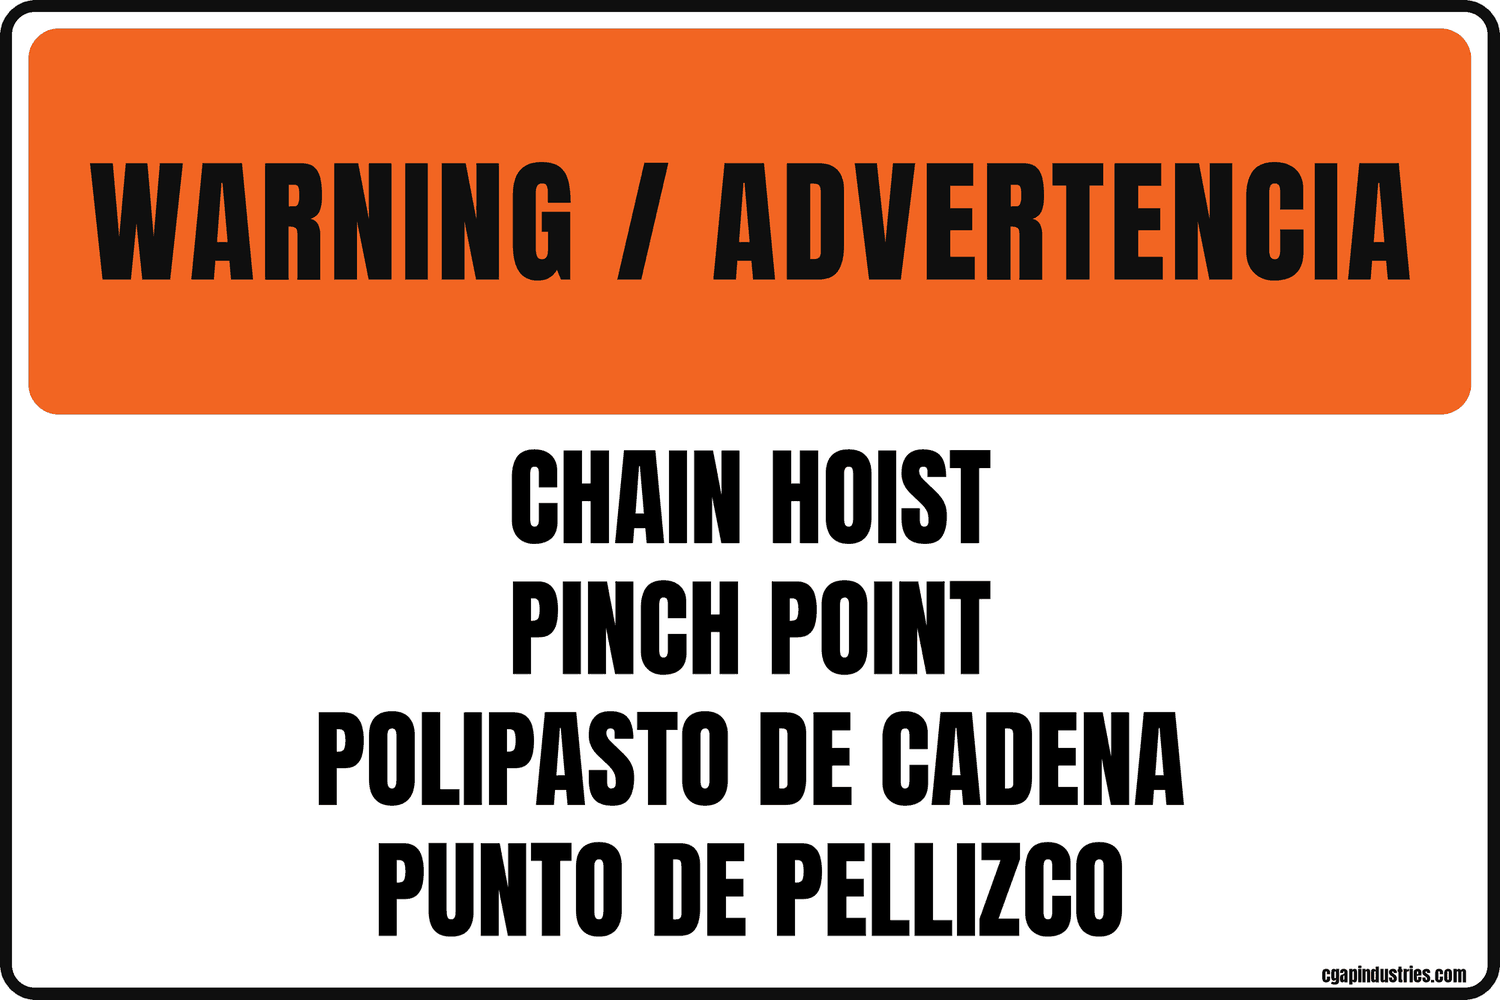 WARNING / ADVERTENCIA
CHAIN HOIST
PINCH POINT
POLIPASTO DE CADENA
PUNTO DE PELLIZCO
cgapindustries.com